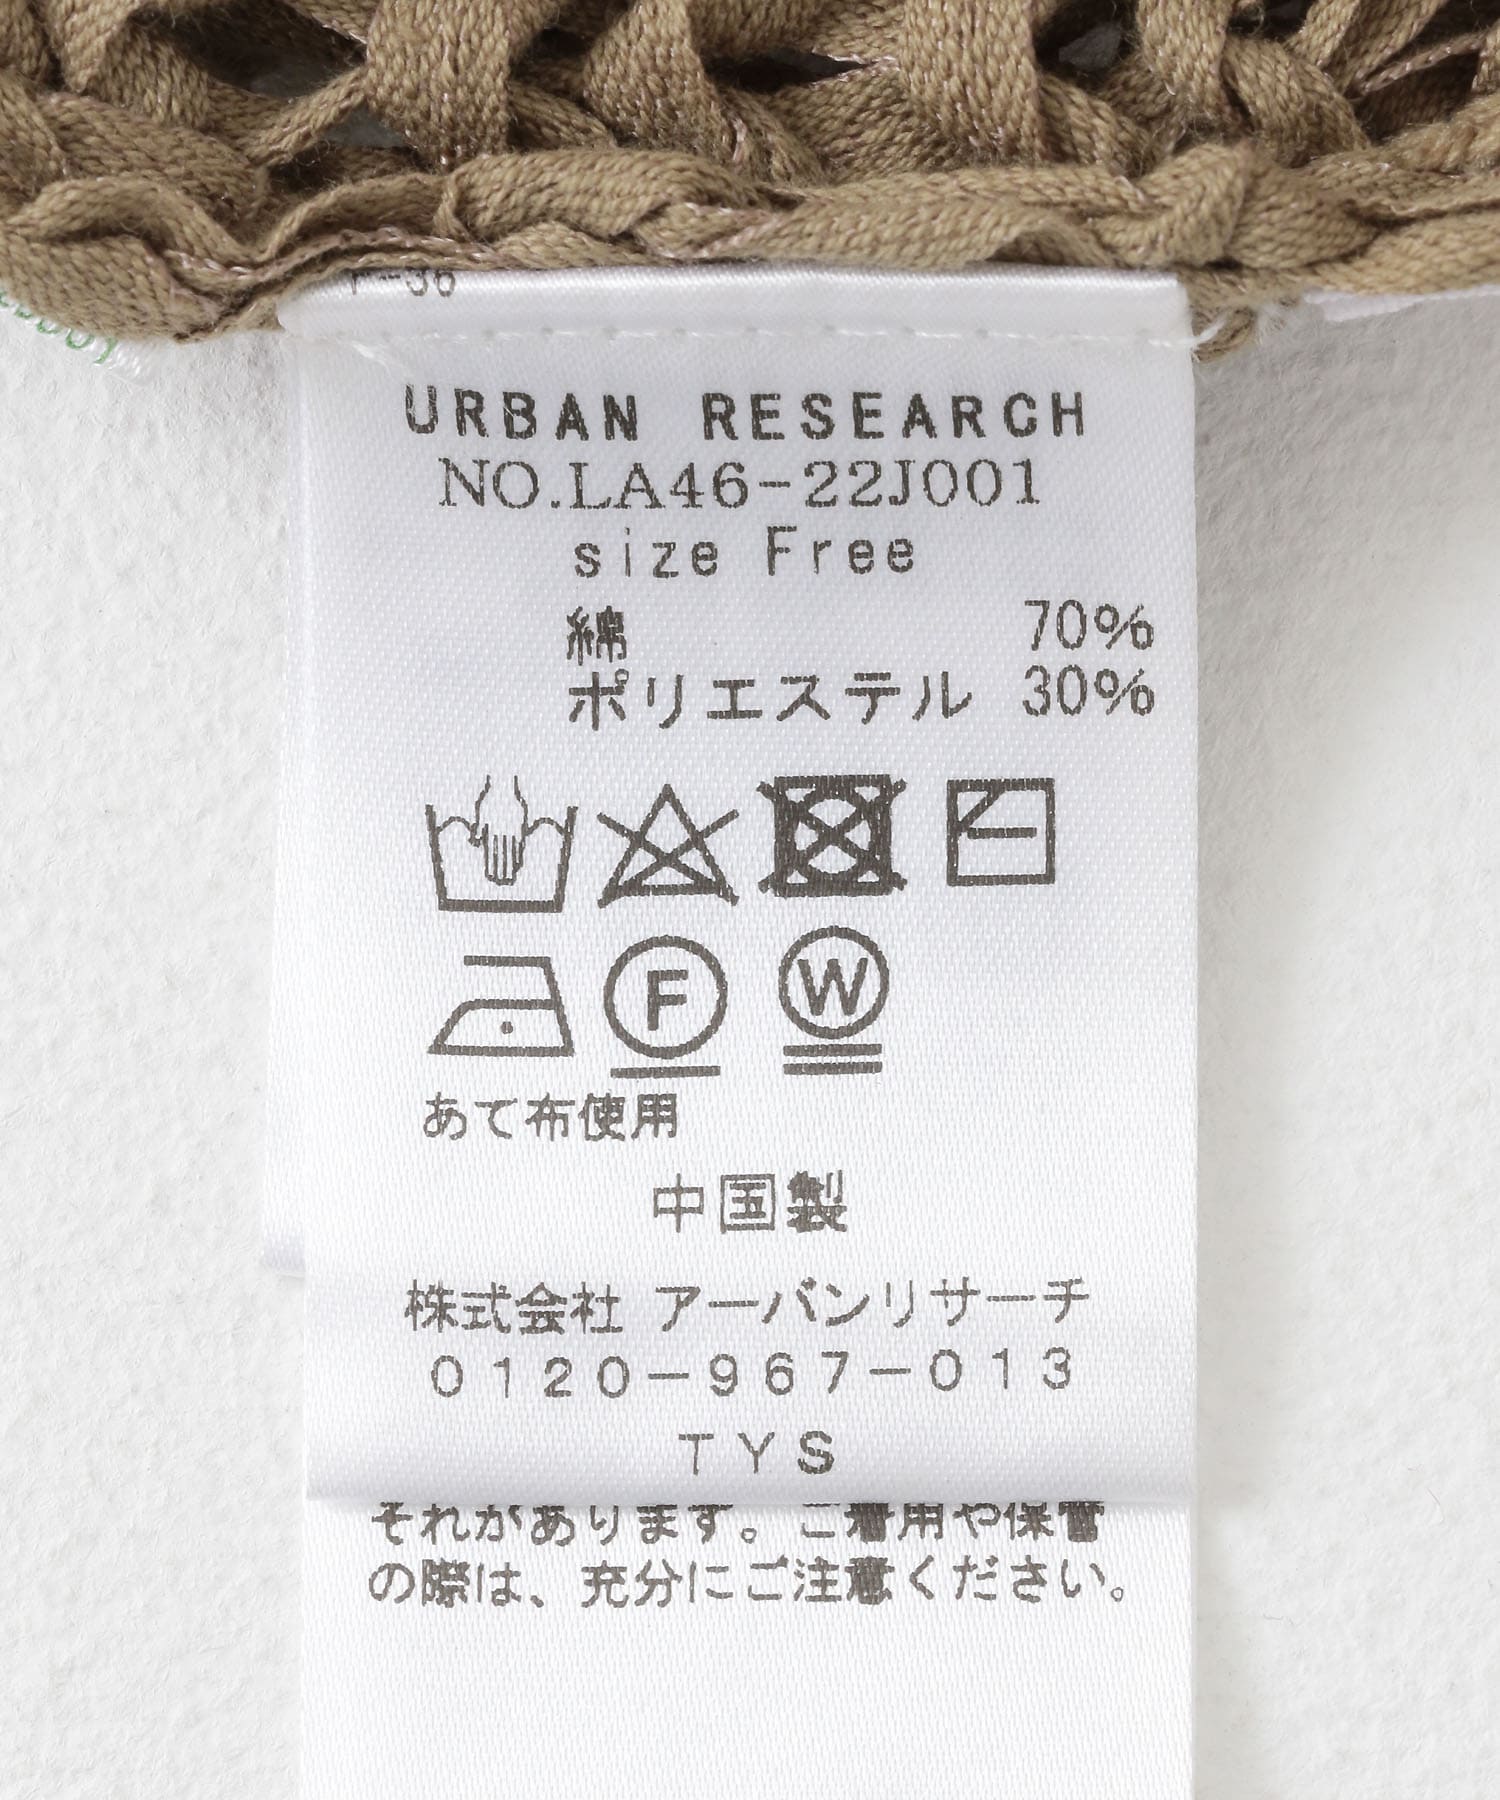 URBAN RESEARCH
NO.LA46-22J001
size Free
綿 70%
ポリエステル 30%
F W
あて布使用
中国製
株式会社 アーバンリサーチ
0120-967-013
TYS
それがあります。ご着用や保管
の際は、充分にご注意ください。